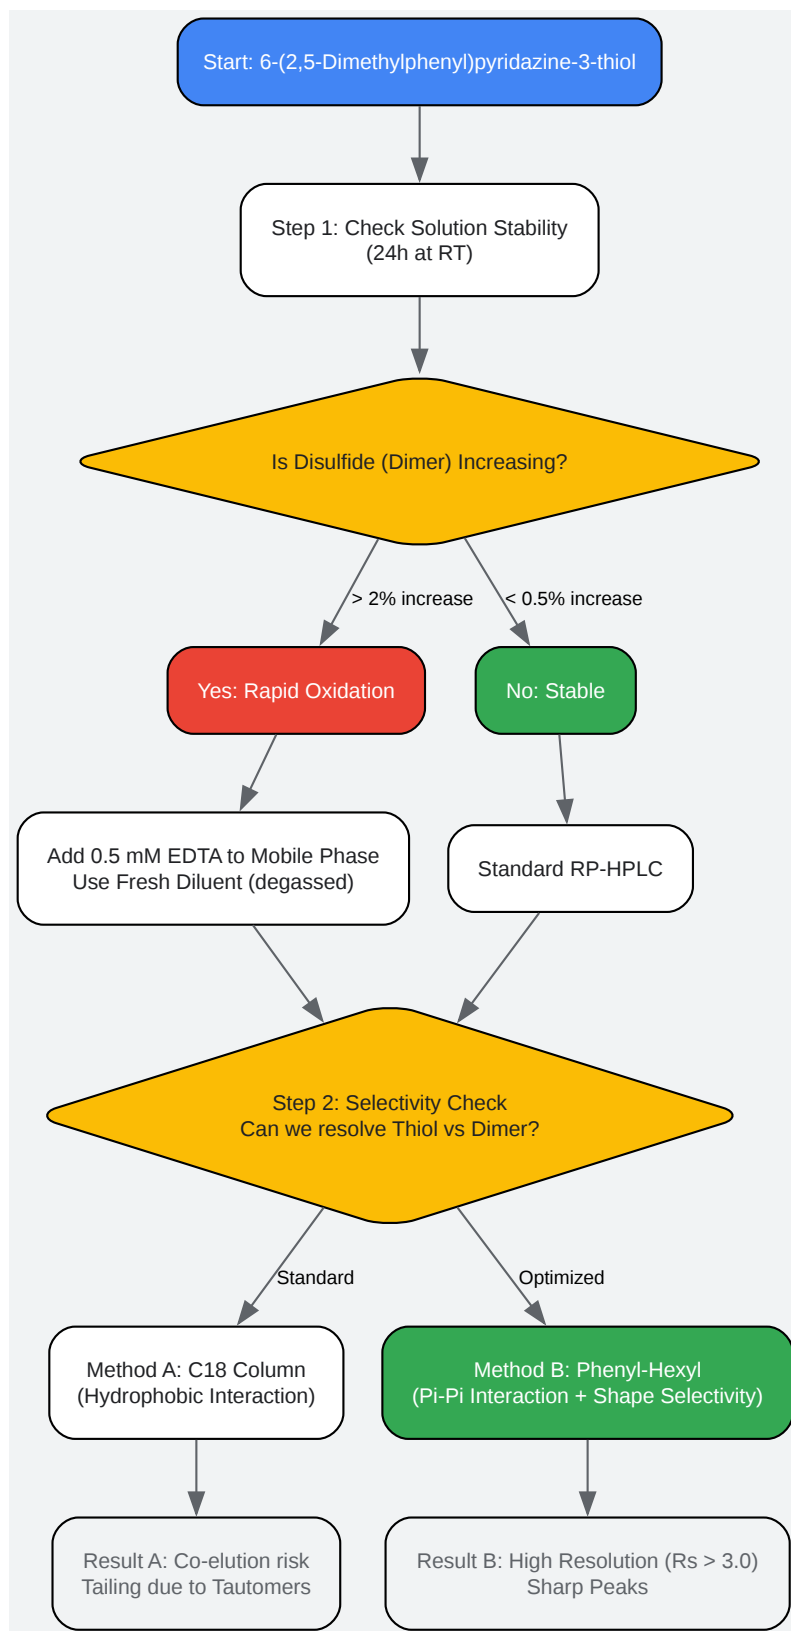 Start: 6-(2,5-Dimethylphenyl)pyridazine-3-thiol
Step 1: Check Solution Stability
(24h at RT)
Is Disulfide (Dimer) Increasing?
> 2% increase
< 0.5% increase
Yes: Rapid Oxidation
No: Stable
Add 0.5 mM EDTA to Mobile Phase
Use Fresh Diluent (degassed)
Standard RP-HPLC
Step 2: Selectivity Check
Can we resolve Thiol vs Dimer?
Standard
Optimized
Method A: C18 Column
(Hydrophobic Interaction)
Method B: Phenyl-Hexyl
(Pi-Pi Interaction + Shape Selectivity)
Result A: Co-elution risk
Tailing due to Tautomers
Result B: High Resolution (Rs > 3.0)
Sharp Peaks